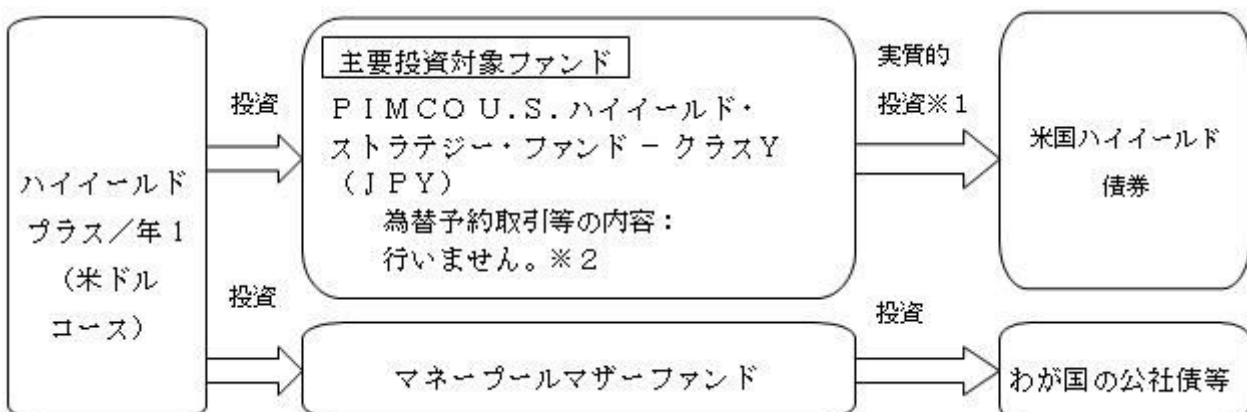 ハイイールド
プラス／年１
（米ドル
コース）
投資
投資
主要投資対象ファンド
ＰＩＭＣＯ Ｕ.Ｓ.ハイイールド・
ストラテジー・ファンド － クラスＹ
（ＪＰＹ）
為替予約取引等の内容：
行いません。※２
マネープールマザーファンド
実質的
投資※１
投資
米国ハイイールド
債券
わが国の公社債等